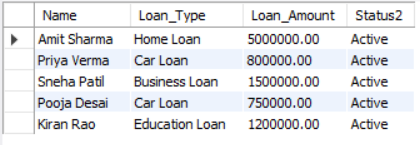 Name Loan_Type Loan_Amount Status2
Amit Sharma Home Loan 5000000.00 Active
Priya Verma Car Loan 800000.00 Active
Sneha Patil Business Loan 1500000.00 Active
Pooja Desai Car Loan 750000.00 Active
Kiran Rao Education Loan 1200000.00 Active